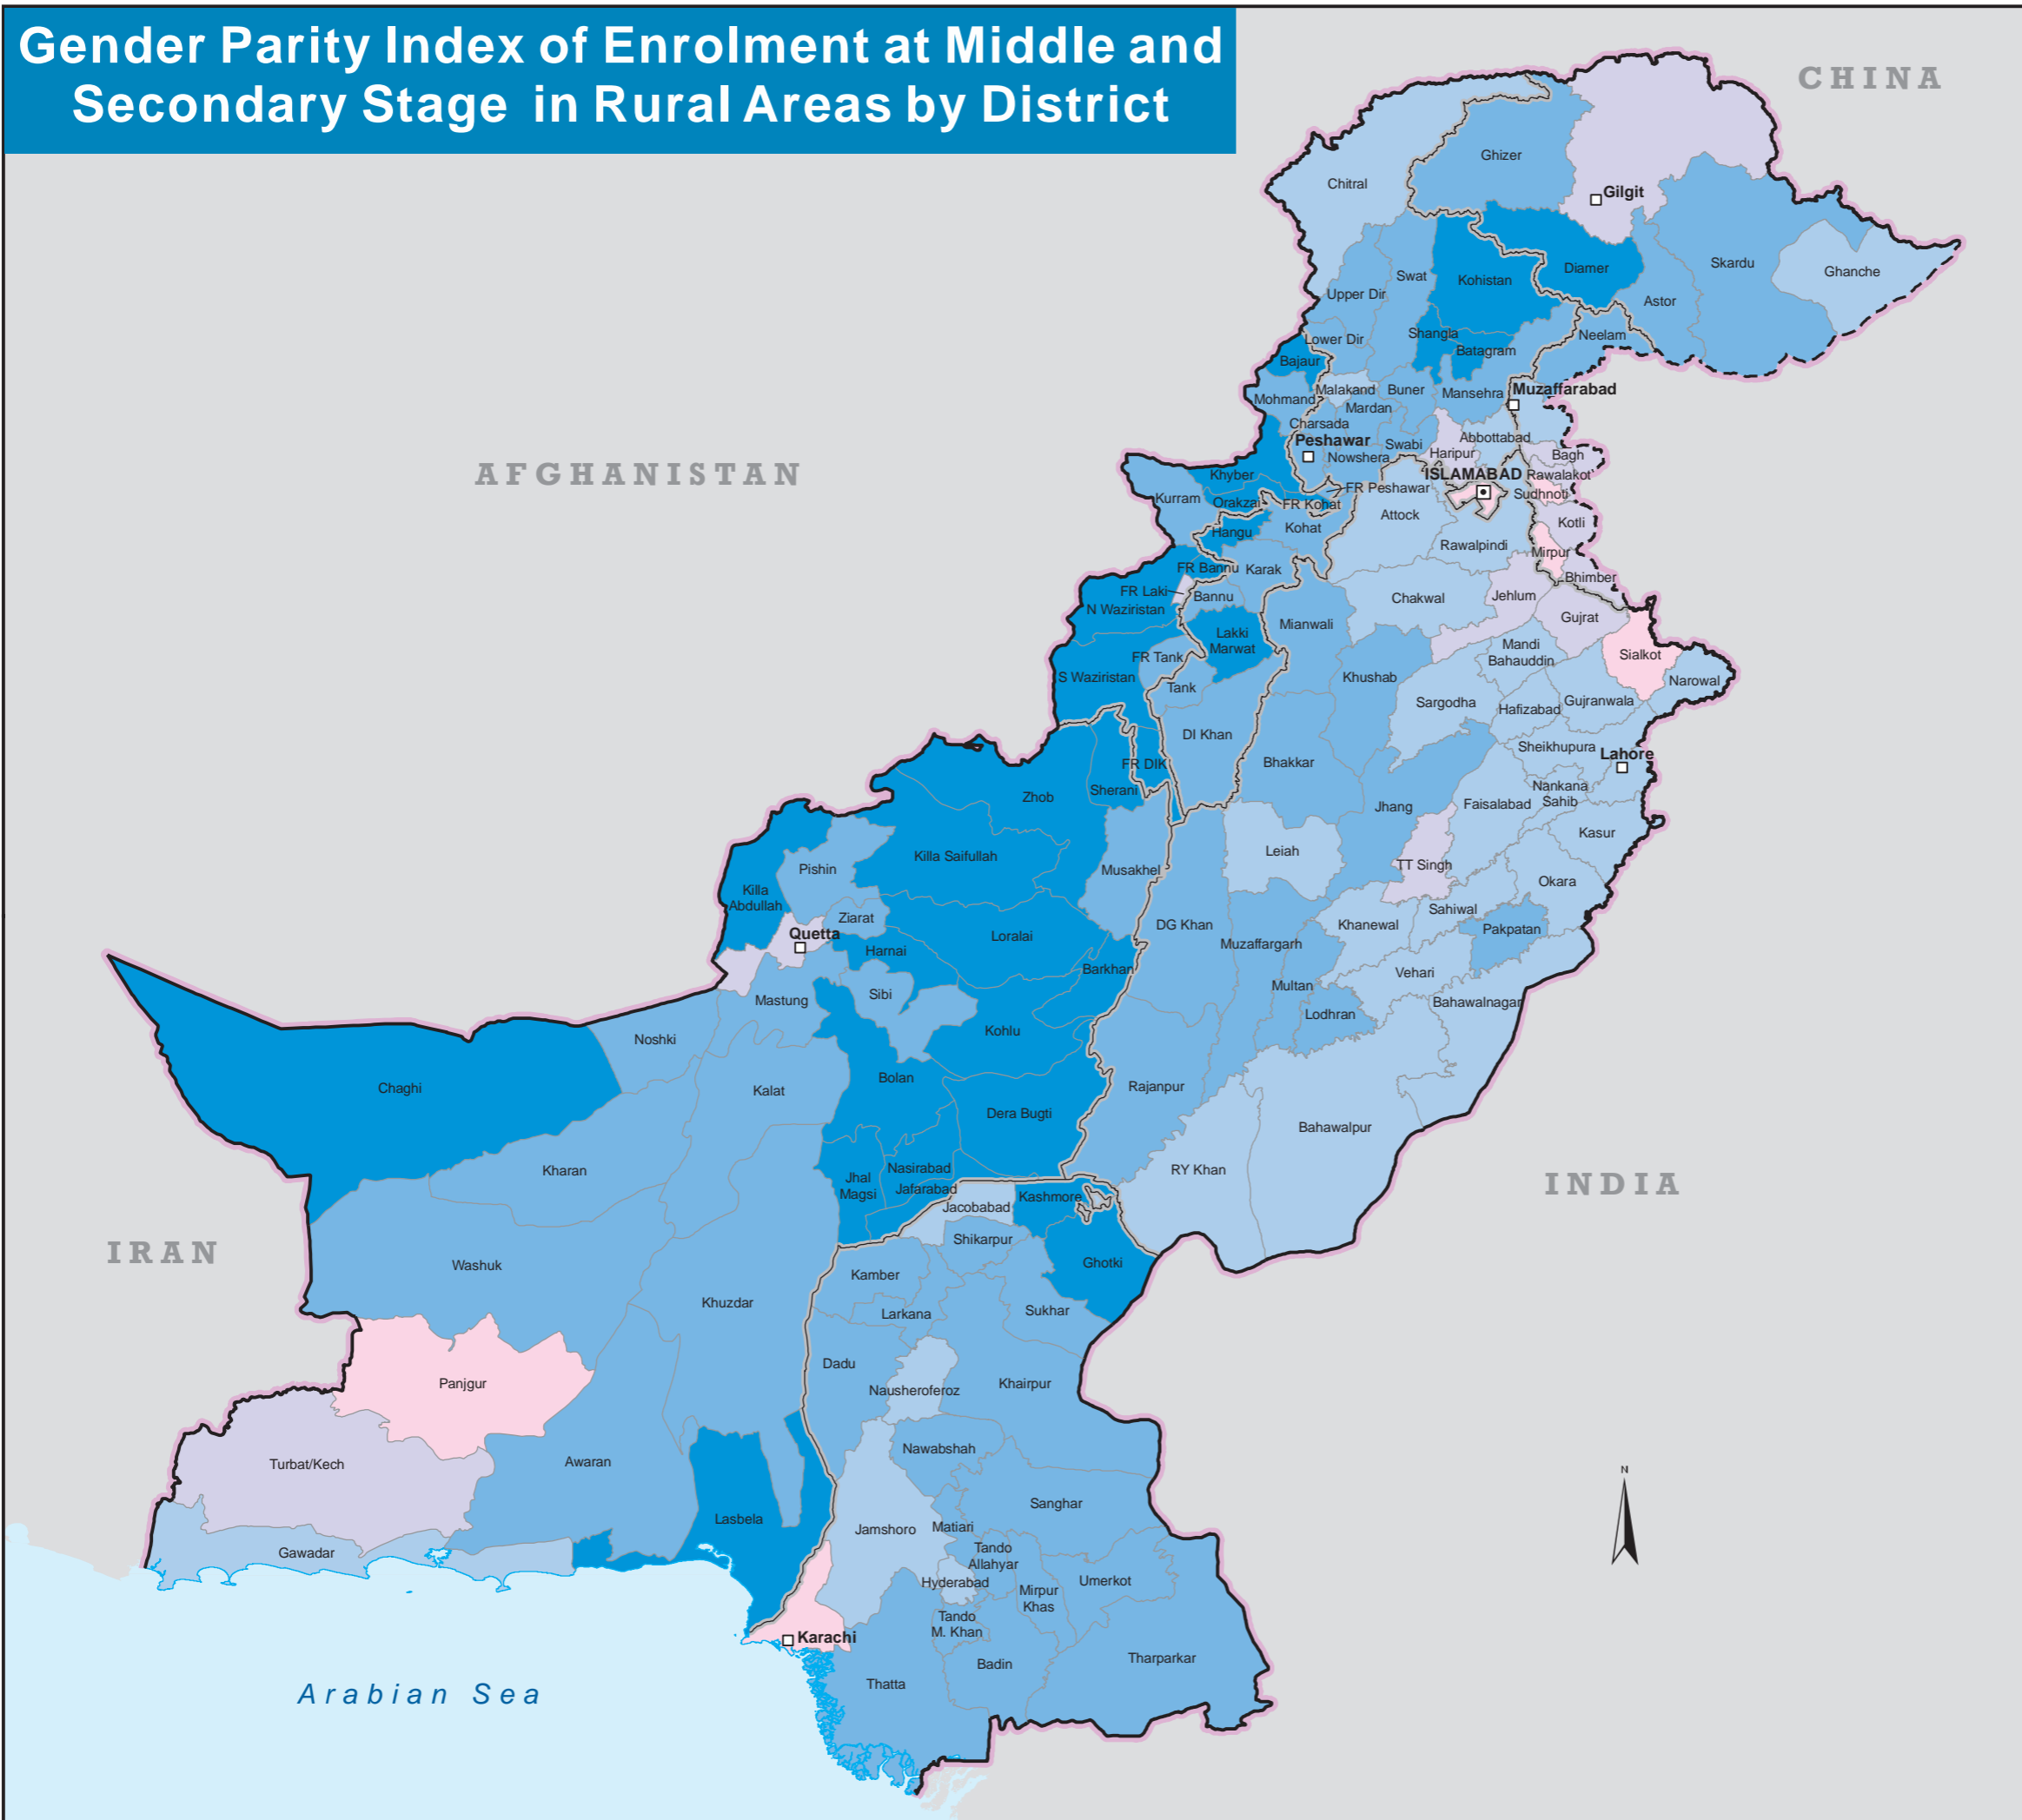 Gender Parity Index of Enrolment at Middle and
Secondary Stage in Rural Areas by District
CHINA
AFGHANISTAN
IRAN
INDIA
Arabian Sea
N
Chitral
Ghizer
Gilgit
Skardu
Ghanche
Diamer
Astor
Kohistan
Swat
Upper Dir
Lower Dir
Shangla
Batagram
Neelam
Bajaur
Mohmand
Malakand
Buner
Mansehra
Muzaffarabad
Mardan
Charsada
Peshawar
Nowshera
Swabi
Haripur
Abbottabad
Bagh
Rawalakot
ISLAMABAD
Sudhnoti
Khyber
Kurram
Orakzai
FR Peshawar
FR Kohat
Attock
Kotli
Hangu
Kohat
Rawalpindi
Mirpur
FR Bannu
Karak
Bhimber
FR Laki
N Waziristan
Bannu
Chakwal
Jehlum
Gujrat
Mianwali
Lakki
Marwat
FR Tank
S Waziristan
Tank
Khushab
Mandi
Bahauddin
Sialkot
Narowal
Sargodha
Hafizabad
Gujranwala
DI Khan
FR DIK
Bhakkar
Sheikhupura
Lahore
Sherani
Zhob
Jhang
Faisalabad
Nankana
Sahib
Kasur
Leiah
TT Singh
Okara
Killa Saifullah
Pishin
Musakhel
Killa
Abdullah
Ziarat
Quetta
Harnai
Loralai
DG Khan
Muzaffargarh
Khanewal
Sahiwal
Pakpatan
Barkhan
Vehari
Multan
Bahawalnagar
Lodhran
Mastung
Sibi
Kohlu
Noshki
Chaghi
Kalat
Bolan
Dera Bugti
Rajanpur
Bahawalpur
RY Khan
Kharan
Jhal
Magsi
Nasirabad
Jafarabad
Jacobabad
Kashmore
Shikarpur
Ghotki
Washuk
Kamber
Khuzdar
Larkana
Sukhar
Dadu
Panjgur
Nausheroferoz
Khairpur
Nawabshah
Turbat/Kech
Awaran
Sanghar
Lasbela
Jamshoro
Matiari
Tando
Allahyar
Gawadar
Hyderabad
Mirpur
Khas
Umerkot
Tando
M. Khan
Karachi
Badin
Tharparkar
Thatta